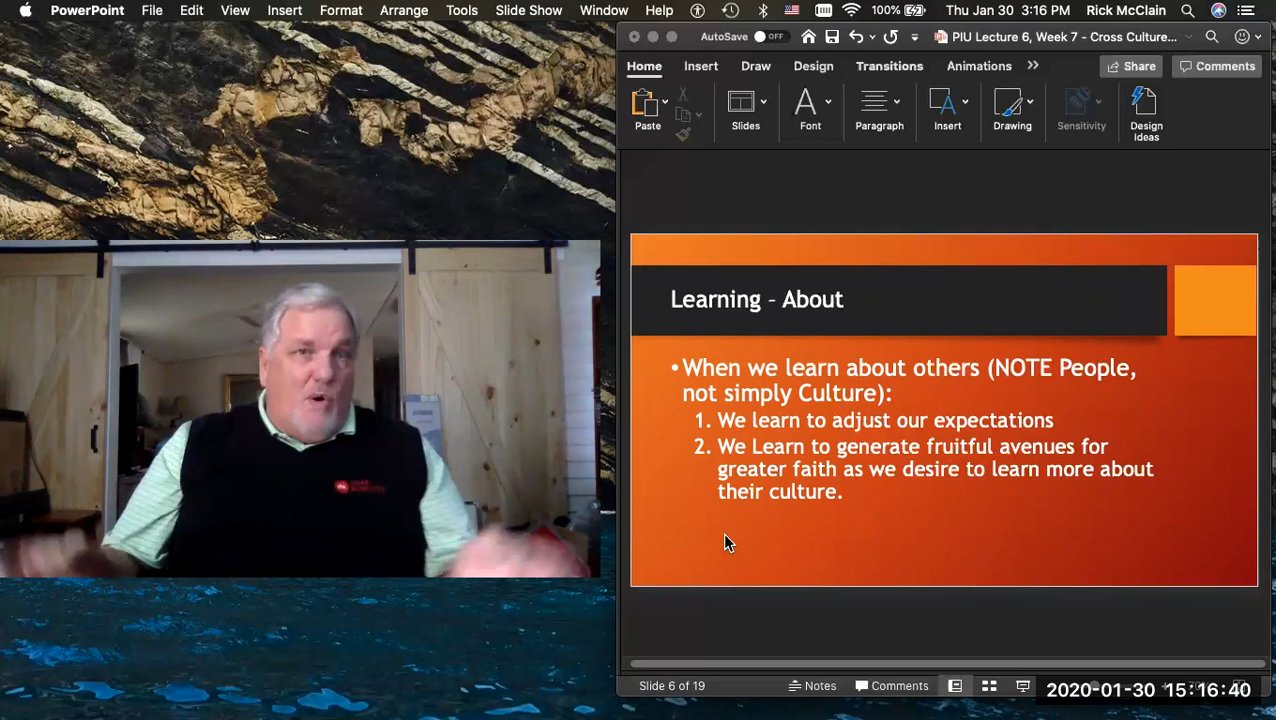 PowerPoint File Edit View Insert Format Arrange Tools Slide Show Window Help 100% Thu Jan 30 3:16 PM Rick McClain
AutoSave OFF PIU Lecture 6, Week 7 - Cross Culture...
Home Insert Draw Design Transitions Animations Share Comments
Paste Slides Font Paragraph Insert Drawing Sensitivity Design Ideas
Learning – About
•When we learn about others (NOTE People,
not simply Culture):
1. We learn to adjust our expectations
2. We Learn to generate fruitful avenues for
greater faith as we desire to learn more about
their culture.
Slide 6 of 19 Notes Comments
2020-01-30 15:16:40